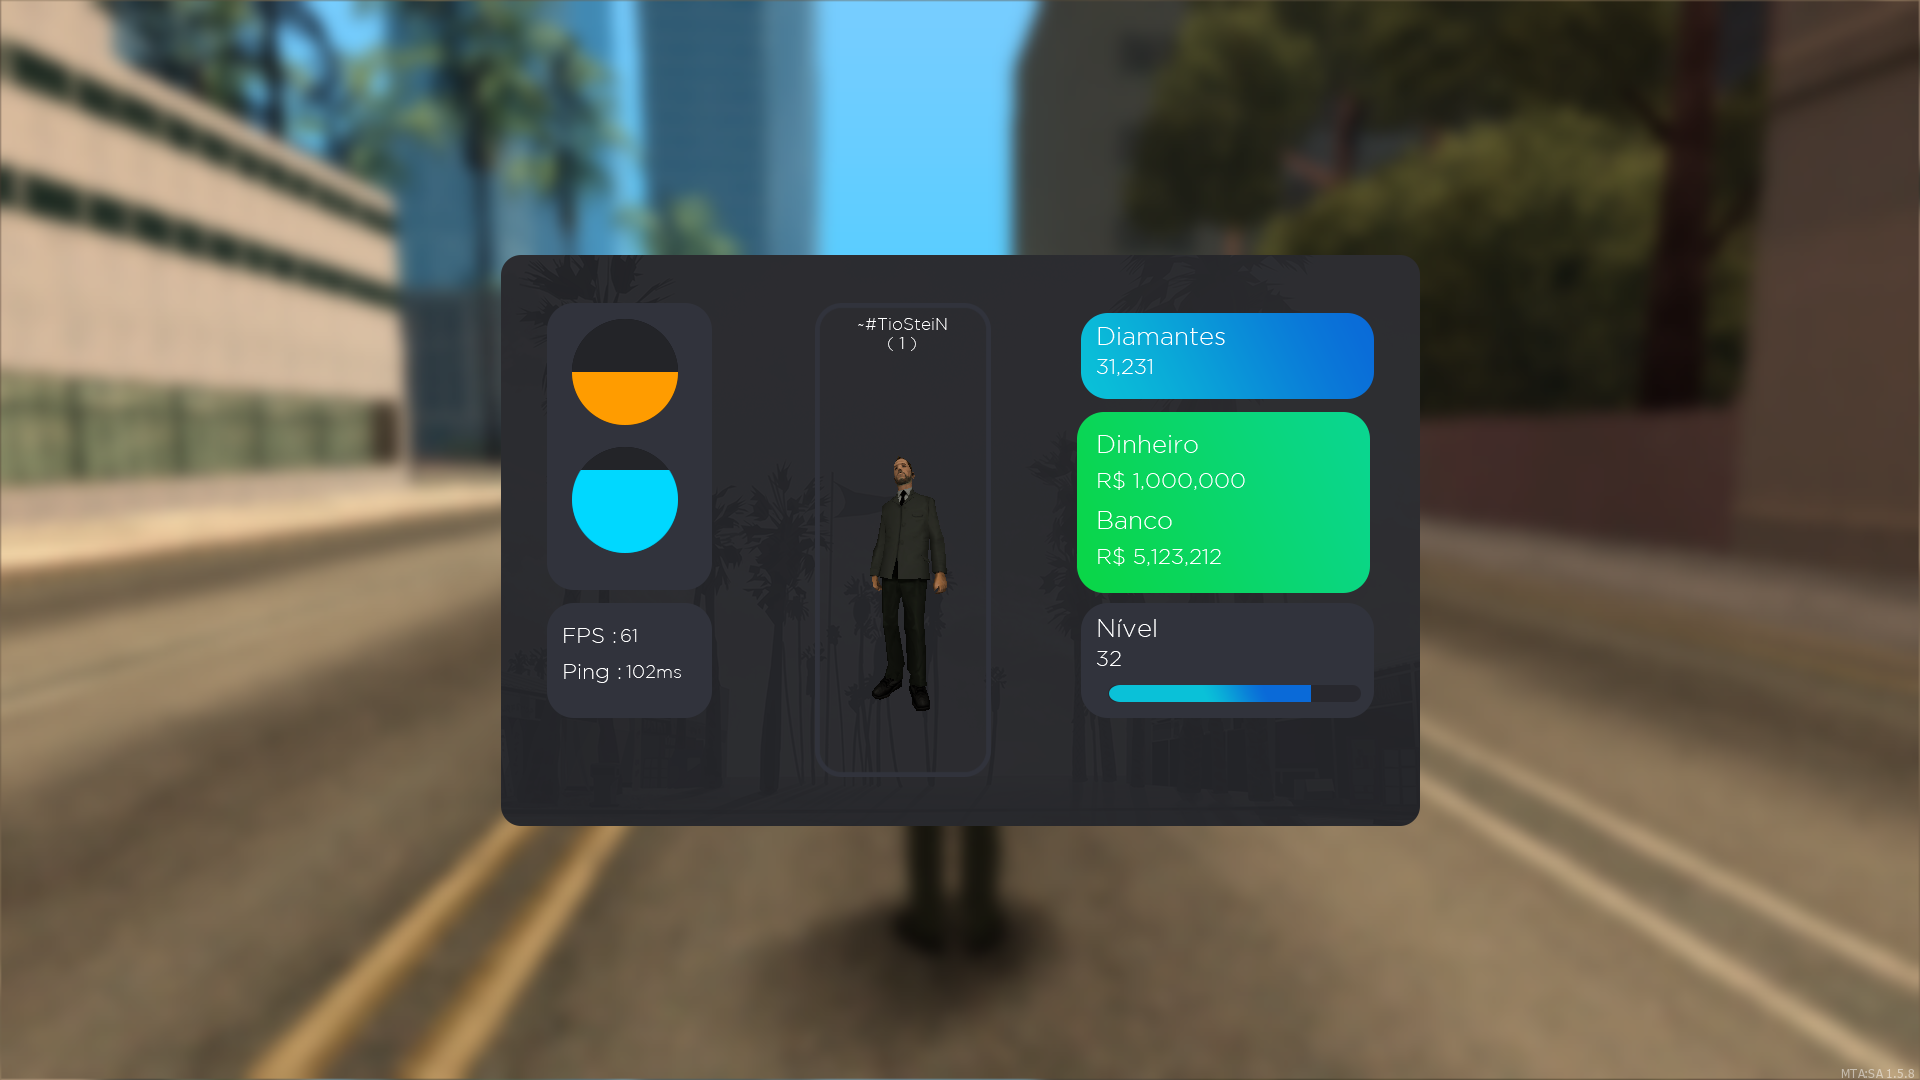 ~#TioSteiN
( 1 )
FPS : 61
Ping : 102ms
Diamantes
31,231
Dinheiro
R$ 1,000,000
Banco
R$ 5,123,212
Nível
32
MTA:SA 1.5.8